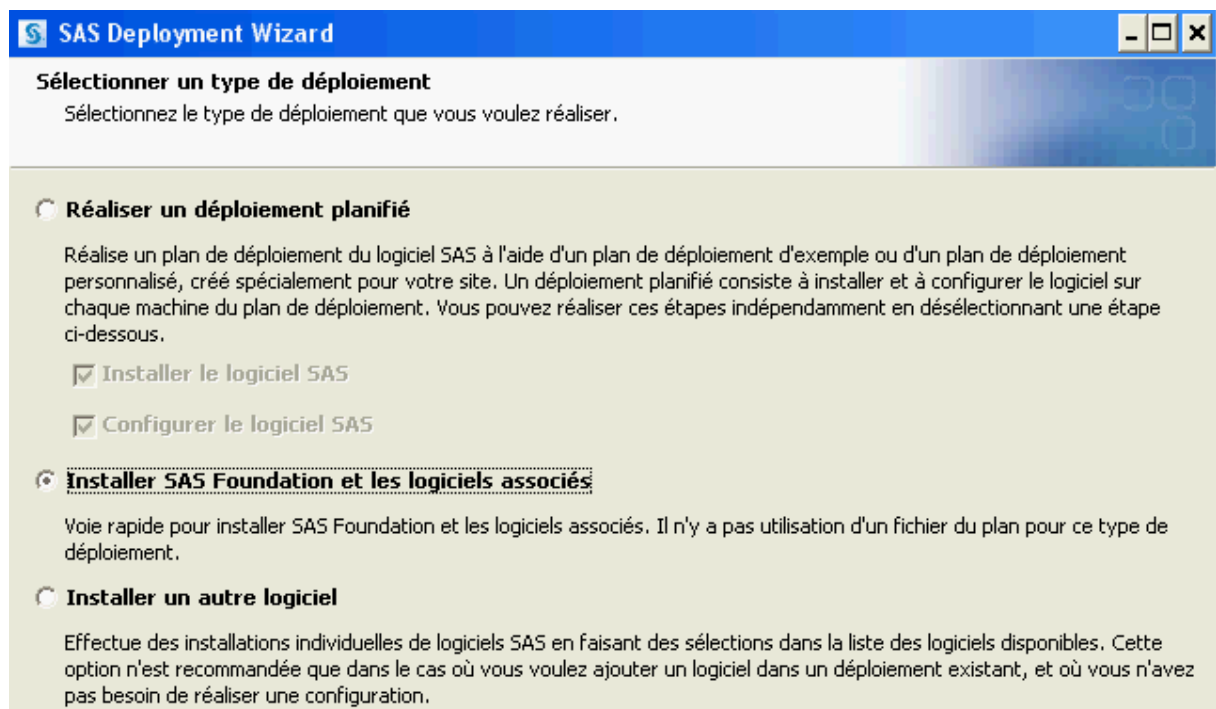 SAS Deployment Wizard
Sélectionner un type de déploiement
Sélectionnez le type de déploiement que vous voulez réaliser.
Réaliser un déploiement planifié
Réalise un plan de déploiement du logiciel SAS à l'aide d'un plan de déploiement d'exemple ou d'un plan de déploiement
personnalisé, créé spécialement pour votre site. Un déploiement planifié consiste à installer et à configurer le logiciel sur
chaque machine du plan de déploiement. Vous pouvez réaliser ces étapes indépendamment en désélectionnant une étape
ci-dessous.
Installer le logiciel SAS
Configurer le logiciel SAS
Installer SAS Foundation et les logiciels associés
Voie rapide pour installer SAS Foundation et les logiciels associés. Il n'y a pas utilisation d'un fichier du plan pour ce type de
déploiement.
Installer un autre logiciel
Effectue des installations individuelles de logiciels SAS en faisant des sélections dans la liste des logiciels disponibles. Cette
option n'est recommandée que dans le cas où vous voulez ajouter un logiciel dans un déploiement existant, et où vous n'avez
pas besoin de réaliser une configuration.